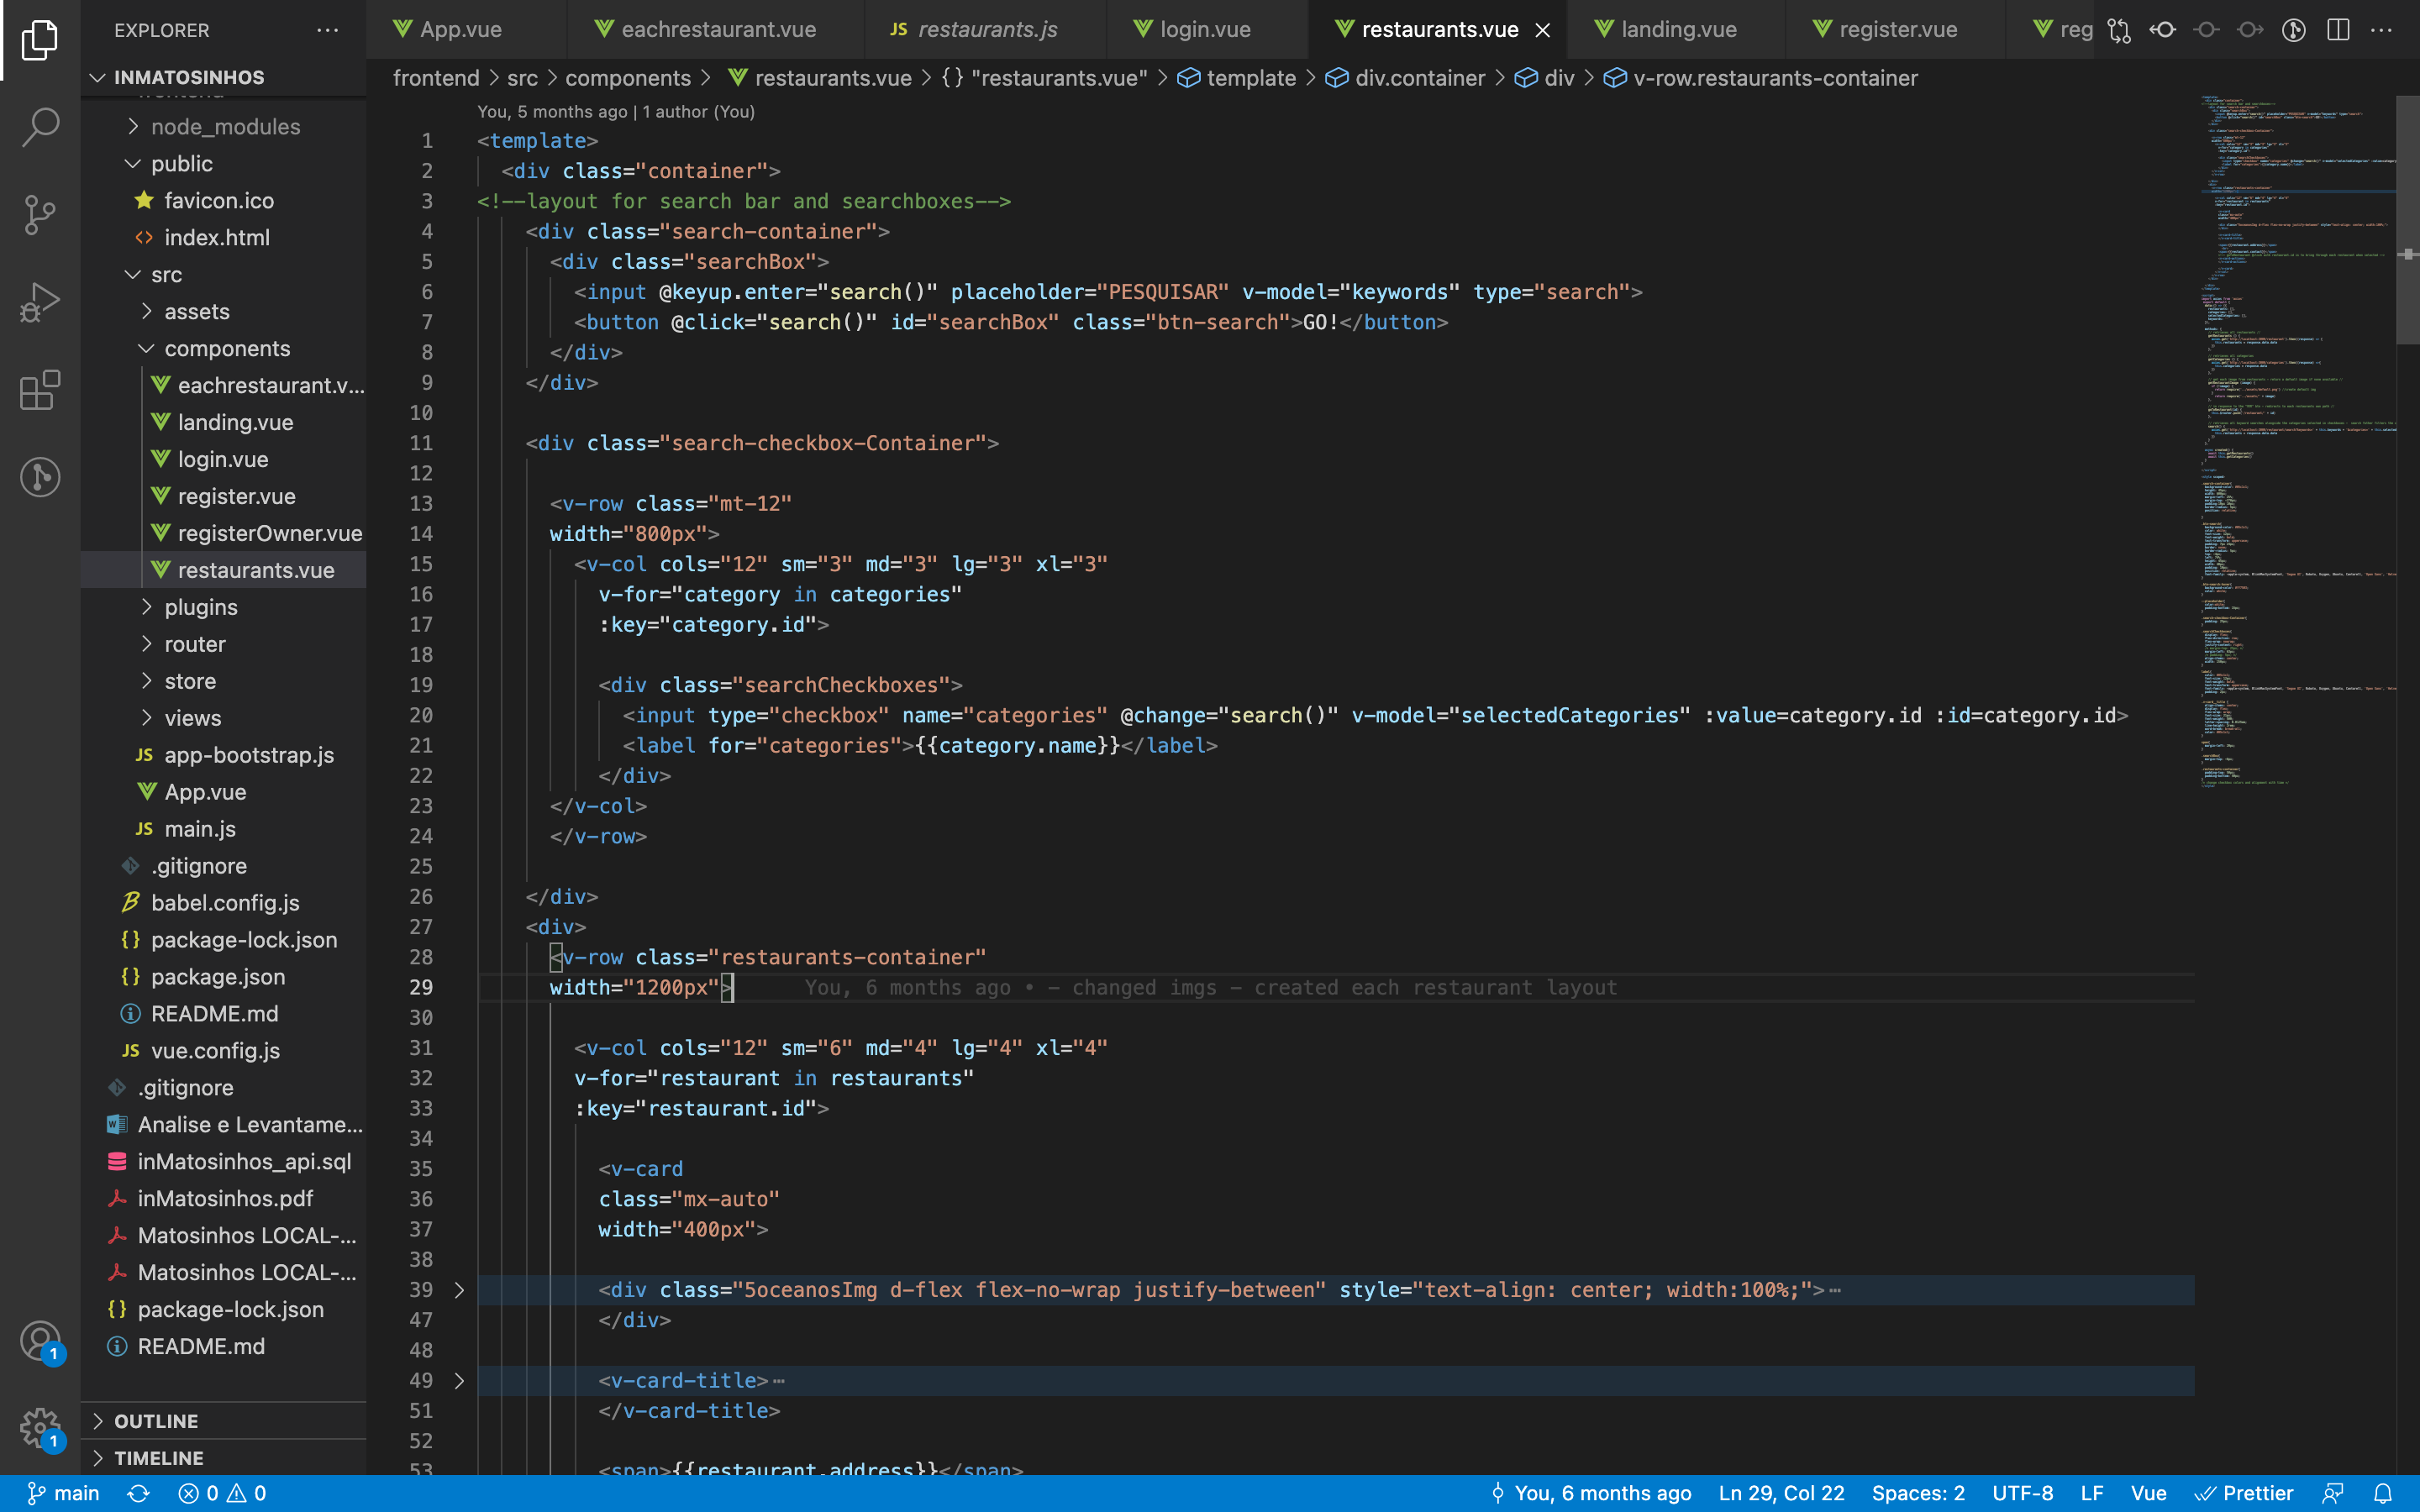 EXPLORER
App.vue
eachrestaurant.vue
JS restaurants.js
login.vue
restaurants.vue
landing.vue
register.vue
reg
INMATOSINHOS
node_modules
public
favicon.ico
<> index.html
src
assets
components
eachrestaurant.v...
landing.vue
login.vue
register.vue
registerOwner.vue
restaurants.vue
plugins
router
store
views
JS app-bootstrap.js
App.vue
JS main.js
.gitignore
babel.config.js
{} package-lock.json
{} package.json
README.md
JS vue.config.js
.gitignore
Analise e Levantame...
inMatosinhos_api.sql
inMatosinhos.pdf
Matosinhos LOCAL-...
Matosinhos LOCAL-...
{} package-lock.json
README.md
OUTLINE
TIMELINE
1
1
frontend > src > components > restaurants.vue > {} "restaurants.vue" > template > div.container > div > v-row.restaurants-container
You, 5 months ago | 1 author (You)
1 <template>
2 <div class="container">
3 <!--layout for search bar and searchboxes-->
4 <div class="search-container">
5 <div class="searchBox">
6 <input @keyup.enter="search()" placeholder="PESQUISAR" v-model="keywords" type="search">
7 <button @click="search()" id="searchBox" class="btn-search">GO!</button>
8 </div>
9 </div>
10
11 <div class="search-checkbox-Container">
12
13 <v-row class="mt-12"
14 width="800px">
15 <v-col cols="12" sm="3" md="3" lg="3" xl="3"
16 v-for="category in categories"
17 :key="category.id">
18
19 <div class="searchCheckboxes">
20 <input type="checkbox" name="categories" @change="search()" v-model="selectedCategories" :value=category.id :id=category.id>
21 <label for="categories">{{category.name}}</label>
22 </div>
23 </v-col>
24 </v-row>
25
26 </div>
27 <div>
28 <v-row class="restaurants-container"
29 width="1200px"> You, 6 months ago • – changed imgs – created each restaurant layout
30
31 <v-col cols="12" sm="6" md="4" lg="4" xl="4"
32 v-for="restaurant in restaurants"
33 :key="restaurant.id">
34
35 <v-card
36 class="mx-auto"
37 width="400px">
38
39 <div class="5oceanosImg d-flex flex-no-wrap justify-between" style="text-align: center; width:100%;">…
47 </div>
48
49 <v-card-title>…
51 </v-card-title>
52
53 <span>{{restaurant.address}}</span>
main
0
0
You, 6 months ago
Ln 29, Col 22
Spaces: 2
UTF-8
LF
Vue
Prettier